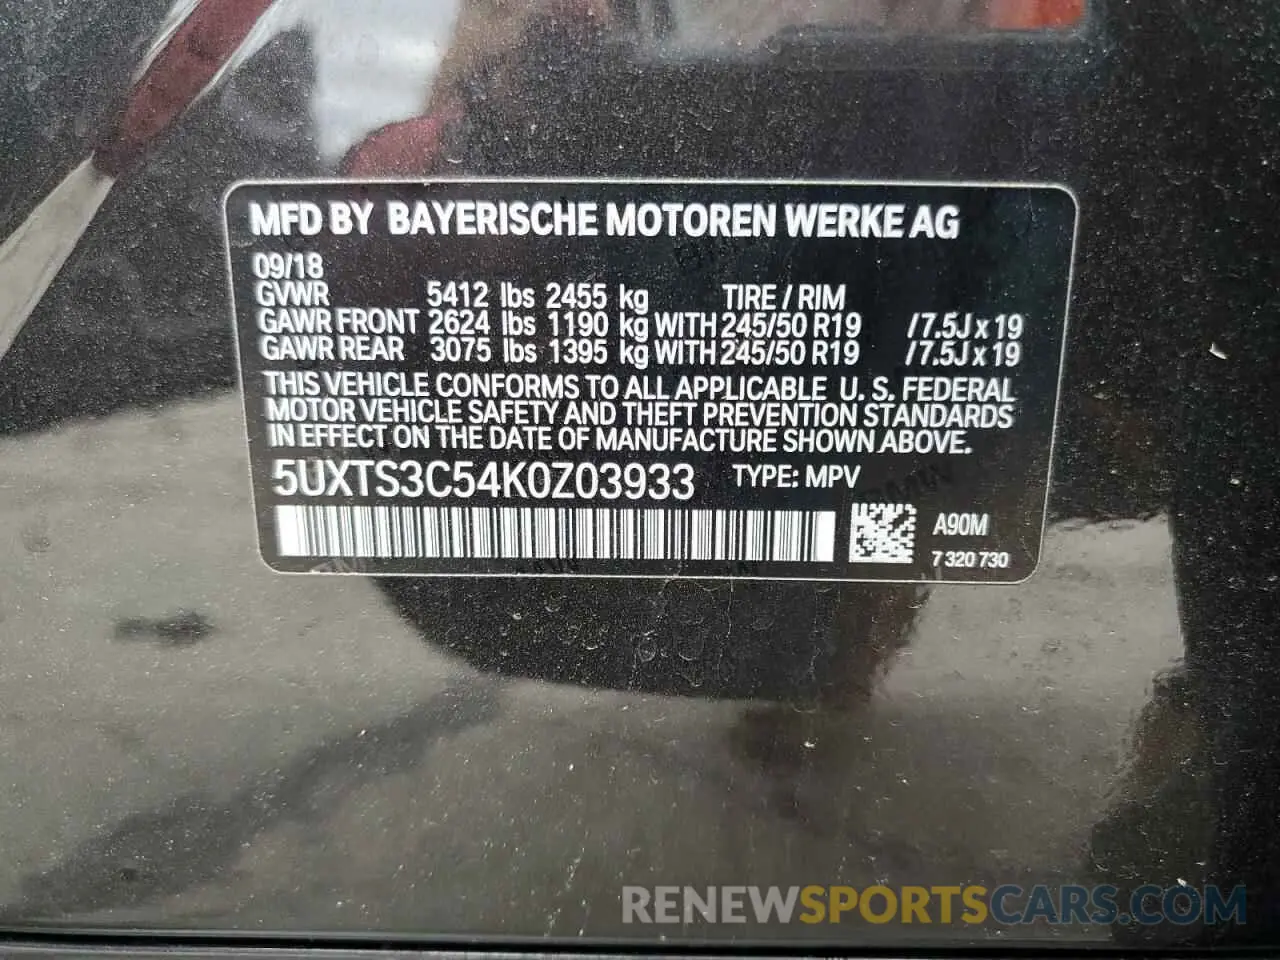 MFD BY BAYERISCHE MOTOREN WERKE AG
09/18
GVWR 5412 lbs 2455 kg TIRE / RIM
GAWR FRONT 2624 lbs 1190 kg WITH 245/50 R19 / 7.5J x 19
GAWR REAR 3075 lbs 1395 kg WITH 245/50 R19 / 7.5J x 19
THIS VEHICLE CONFORMS TO ALL APPLICABLE U. S. FEDERAL
MOTOR VEHICLE SAFETY AND THEFT PREVENTION STANDARDS
IN EFFECT ON THE DATE OF MANUFACTURE SHOWN ABOVE.
5UXTS3C54K0Z03933 TYPE: MPV
A90M
7 320 730
RENEWSPORTSCARS.COM